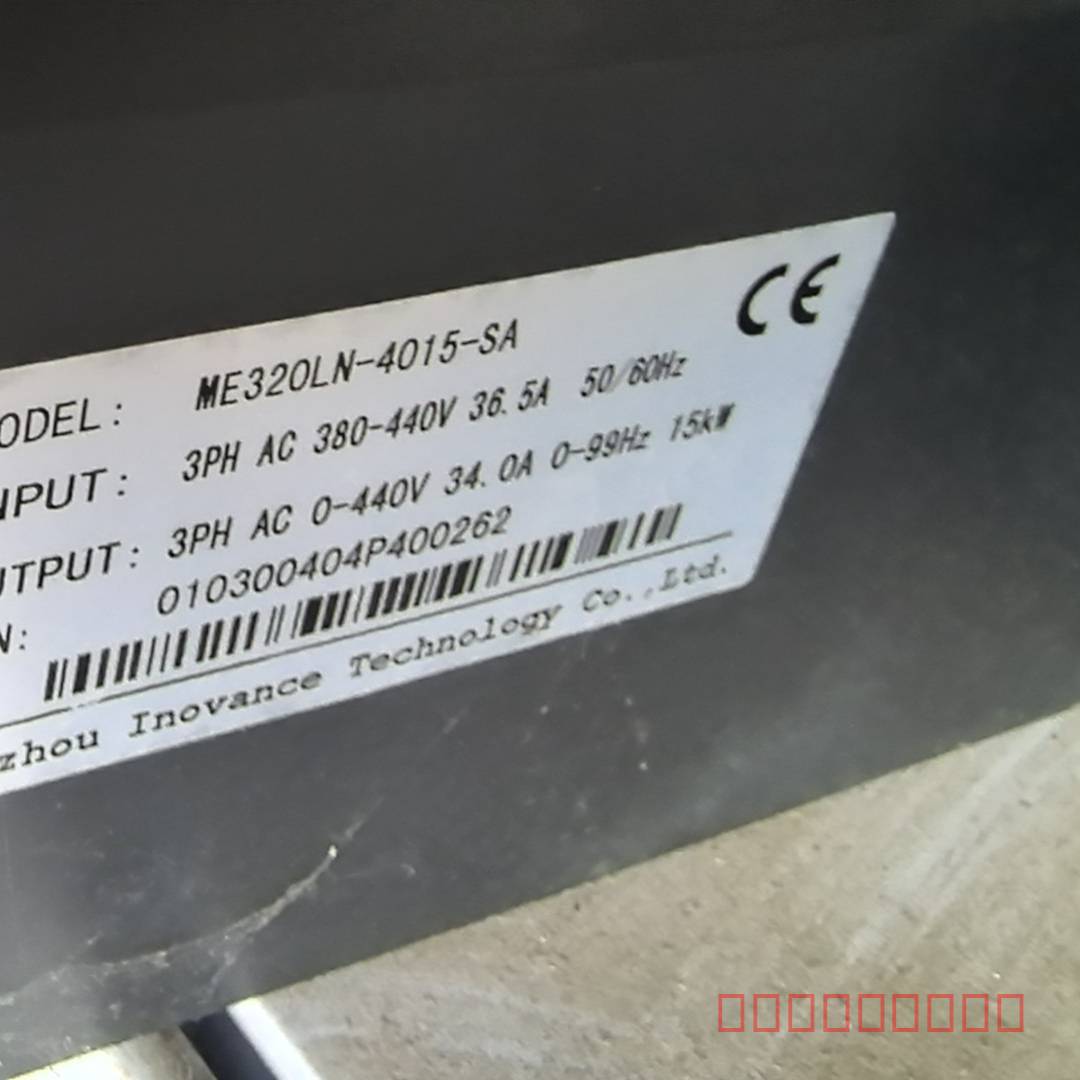 CE
ODEL: ME320LN-4015-SA
NPUT: 3PH AC 380-440V 36.5A 50/60Hz
UTPUT: 3PH AC 0-440V 34.0A 0-99Hz 15kW
N: 010300404P400262
zhou Inovance Technology Co.,Ltd.